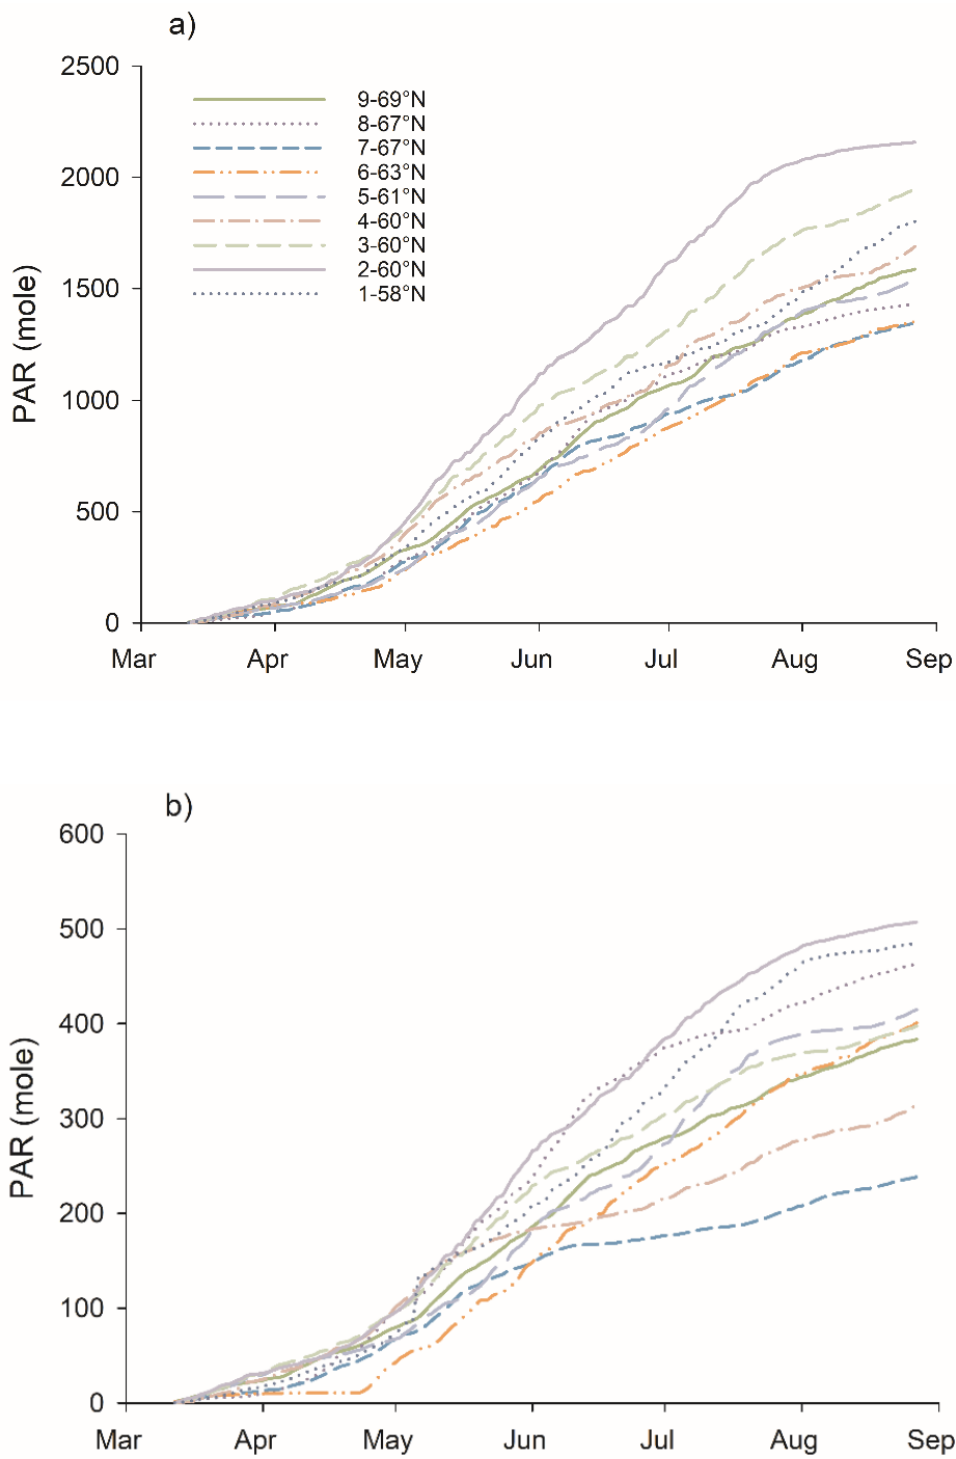 a)
2500
2000
1500
1000
500
0
PAR (mole)
9-69°N
8-67°N
7-67°N
6-63°N
5-61°N
4-60°N
3-60°N
2-60°N
1-58°N
Mar Apr May Jun Jul Aug Sep
b)
600
500
400
300
200
100
0
PAR (mole)
Mar Apr May Jun Jul Aug Sep